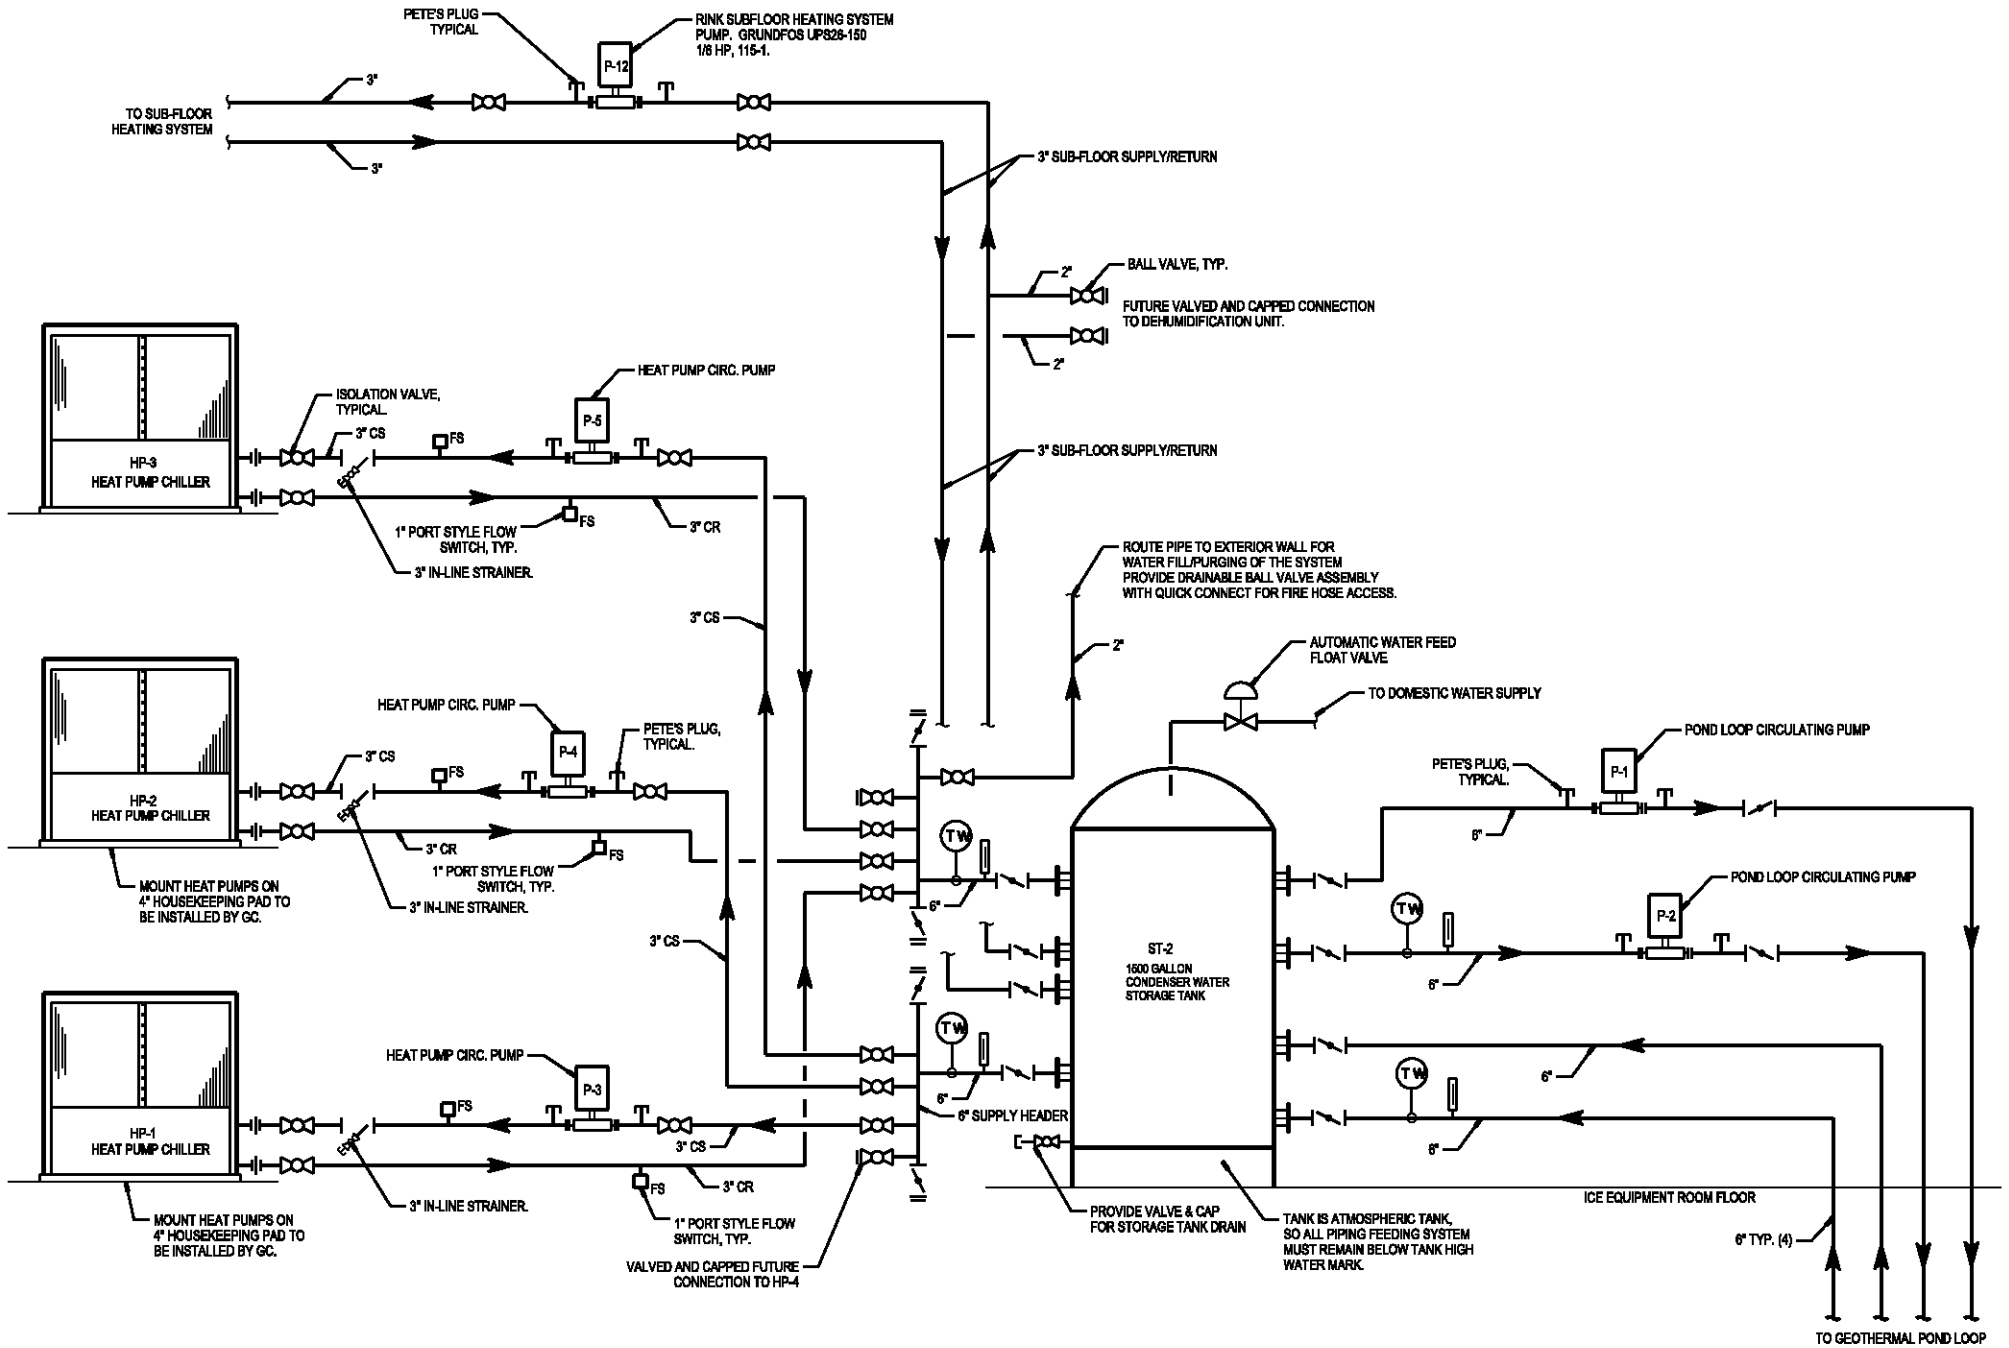 PETE'S PLUG
TYPICAL
RINK SUBFLOOR HEATING SYSTEM
PUMP. GRUNDFOS UPS26-150
1/6 HP, 115-1.
P-12
3"
TO SUB-FLOOR
HEATING SYSTEM
3"
3" SUB-FLOOR SUPPLY/RETURN
BALL VALVE, TYP.
2"
FUTURE VALVED AND CAPPED CONNECTION
TO DEHUMIDIFICATION UNIT.
2"
HEAT PUMP CIRC. PUMP
ISOLATION VALVE,
TYPICAL.
P-5
3" CS
FS
HP-3
HEAT PUMP CHILLER
3" SUB-FLOOR SUPPLY/RETURN
1" PORT STYLE FLOW
SWITCH, TYP.
FS
3" CR
3" IN-LINE STRAINER.
ROUTE PIPE TO EXTERIOR WALL FOR
WATER FILL/PURGING OF THE SYSTEM
PROVIDE DRAINABLE BALL VALVE ASSEMBLY
WITH QUICK CONNECT FOR FIRE HOSE ACCESS.
3" CS
2"
AUTOMATIC WATER FEED
FLOAT VALVE
TO DOMESTIC WATER SUPPLY
HEAT PUMP CIRC. PUMP
PETE'S PLUG,
TYPICAL.
P-4
3" CS
FS
HP-2
HEAT PUMP CHILLER
3" CR
1" PORT STYLE FLOW
SWITCH, TYP.
FS
3" IN-LINE STRAINER.
MOUNT HEAT PUMPS ON
4" HOUSEKEEPING PAD TO
BE INSTALLED BY GC.
POND LOOP CIRCULATING PUMP
PETE'S PLUG,
TYPICAL.
P-1
6"
TW
6"
POND LOOP CIRCULATING PUMP
P-2
TW
6"
3" CS
ST-2
1500 GALLON
CONDENSER WATER
STORAGE TANK
TW
6"
6" SUPPLY HEADER
TW
6"
6"
HEAT PUMP CIRC. PUMP
P-3
FS
HP-1
HEAT PUMP CHILLER
3" CS
3" CR
FS
3" IN-LINE STRAINER.
1" PORT STYLE FLOW
SWITCH, TYP.
MOUNT HEAT PUMPS ON
4" HOUSEKEEPING PAD TO
BE INSTALLED BY GC.
VALVED AND CAPPED FUTURE
CONNECTION TO HP-4
PROVIDE VALVE & CAP
FOR STORAGE TANK DRAIN
TANK IS ATMOSPHERIC TANK,
SO ALL PIPING FEEDING SYSTEM
MUST REMAIN BELOW TANK HIGH
WATER MARK.
ICE EQUIPMENT ROOM FLOOR
6" TYP. (4)
TO GEOTHERMAL POND LOOP